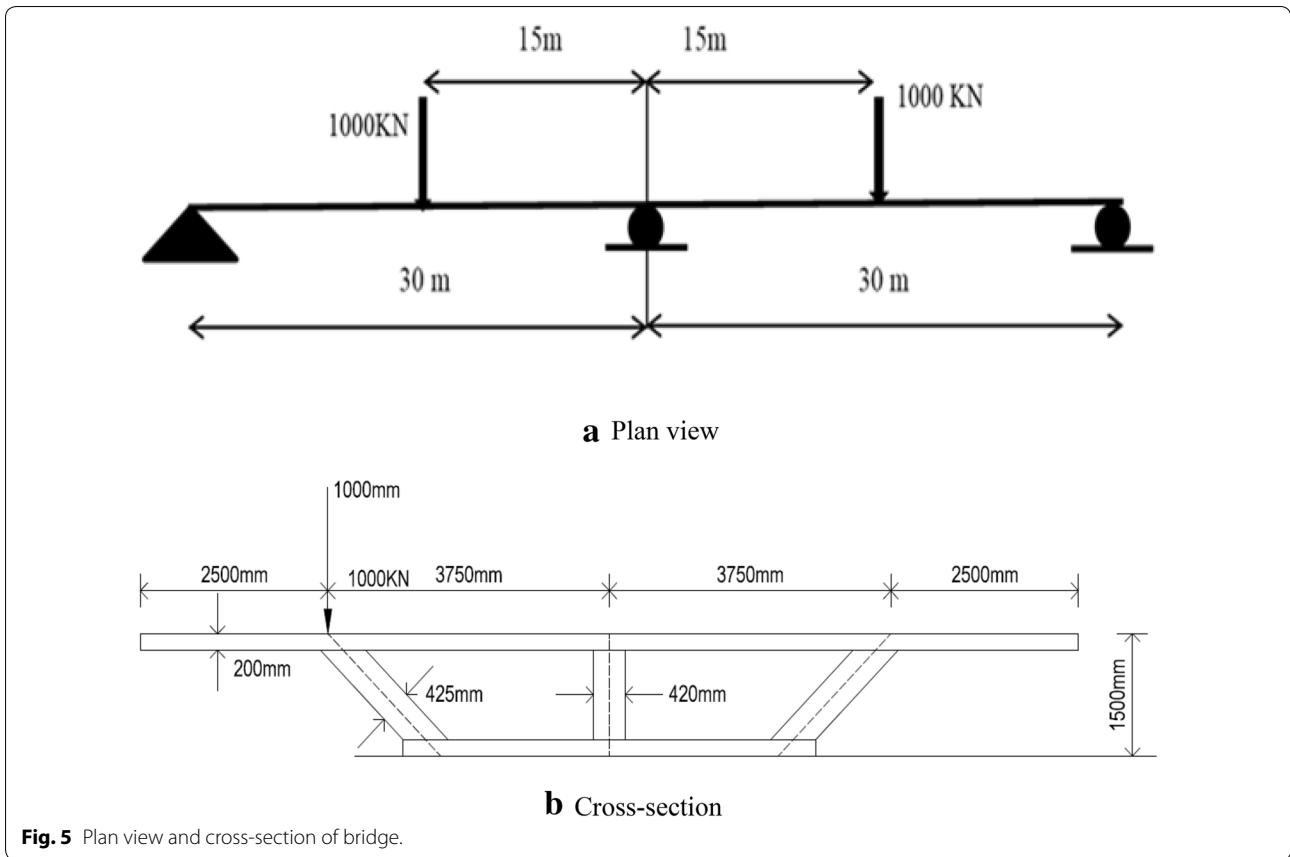 15m 15m
1000KN 1000 KN
30 m 30 m
a Plan view
1000mm
2500mm 1000KN 3750mm 3750mm 2500mm
200mm 425mm 420mm 1500mm
b Cross-section
Fig. 5 Plan view and cross-section of bridge.